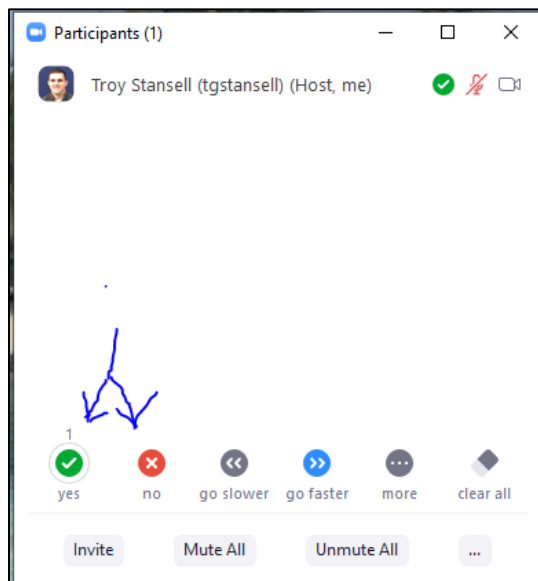 Participants (1)
Troy Stansell (tgstansell) (Host, me)
1
yes no go slower go faster more clear all
Invite Mute All Unmute All ...